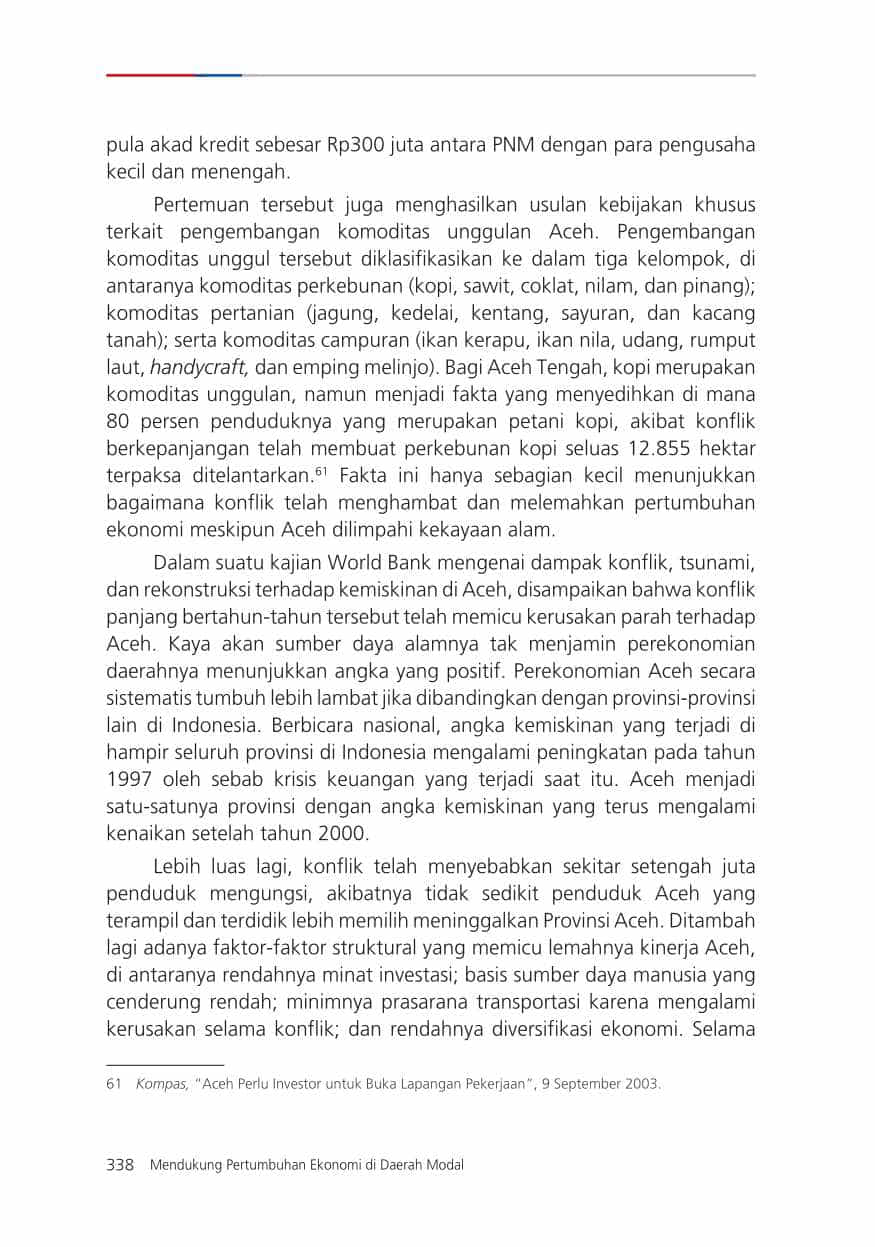 pula akad kredit sebesar Rp300 juta antara PNM dengan para pengusaha
kecil dan menengah.
Pertemuan tersebut juga menghasilkan usulan kebijakan khusus
terkait pengembangan komoditas unggulan Aceh. Pengembangan
komoditas unggul tersebut diklasifikasikan ke dalam tiga kelompok, di
antaranya komoditas perkebunan (kopi, sawit, coklat, nilam, dan pinang);
komoditas pertanian (jagung, kedelai, kentang, sayuran, dan kacang
tanah); serta komoditas campuran (ikan kerapu, ikan nila, udang, rumput
laut, handycraft, dan emping melinjo). Bagi Aceh Tengah, kopi merupakan
komoditas unggulan, namun menjadi fakta yang menyedihkan di mana
80 persen penduduknya yang merupakan petani kopi, akibat konflik
berkepanjangan telah membuat perkebunan kopi seluas 12.855 hektar
terpaksa ditelantarkan.61 Fakta ini hanya sebagian kecil menunjukkan
bagaimana konflik telah menghambat dan melemahkan pertumbuhan
ekonomi meskipun Aceh dilimpahi kekayaan alam.
Dalam suatu kajian World Bank mengenai dampak konflik, tsunami,
dan rekonstruksi terhadap kemiskinan di Aceh, disampaikan bahwa konflik
panjang bertahun-tahun tersebut telah memicu kerusakan parah terhadap
Aceh. Kaya akan sumber daya alamnya tak menjamin perekonomian
daerahnya menunjukkan angka yang positif. Perekonomian Aceh secara
sistematis tumbuh lebih lambat jika dibandingkan dengan provinsi-provinsi
lain di Indonesia. Berbicara nasional, angka kemiskinan yang terjadi di
hampir seluruh provinsi di Indonesia mengalami peningkatan pada tahun
1997 oleh sebab krisis keuangan yang terjadi saat itu. Aceh menjadi
satu-satunya provinsi dengan angka kemiskinan yang terus mengalami
kenaikan setelah tahun 2000.
Lebih luas lagi, konflik telah menyebabkan sekitar setengah juta
penduduk mengungsi, akibatnya tidak sedikit penduduk Aceh yang
terampil dan terdidik lebih memilih meninggalkan Provinsi Aceh. Ditambah
lagi adanya faktor-faktor struktural yang memicu lemahnya kinerja Aceh,
di antaranya rendahnya minat investasi; basis sumber daya manusia yang
cenderung rendah; minimnya prasarana transportasi karena mengalami
kerusakan selama konflik; dan rendahnya diversifikasi ekonomi. Selama
61 Kompas, “Aceh Perlu Investor untuk Buka Lapangan Pekerjaan”, 9 September 2003.
338 Mendukung Pertumbuhan Ekonomi di Daerah Modal